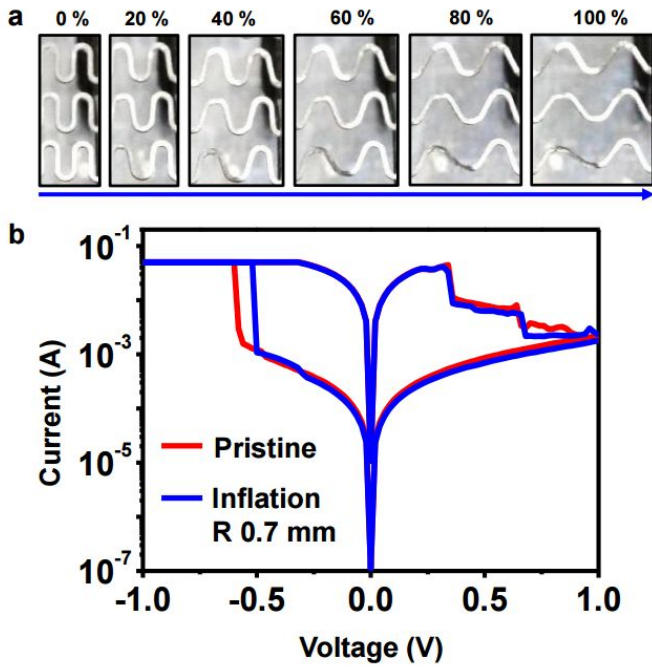 a
0 % 20 % 40 % 60 % 80 % 100 %
b
Current (A)
10-1
10-3
10-5
10-7
Pristine
Inflation
R 0.7 mm
-1.0 -0.5 0.0 0.5 1.0
Voltage (V)